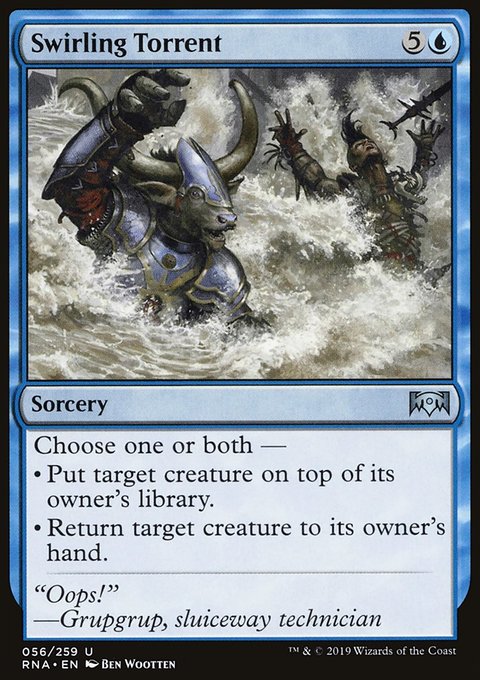 Swirling Torrent 5
Sorcery
Choose one or both —
• Put target creature on top of its
owner's library.
• Return target creature to its owner's
hand.
"Oops!"
—Grupgrup, sluiceway technician
056/259 U
RNA • EN Ben Wootten
™ & © 2019 Wizards of the Coast